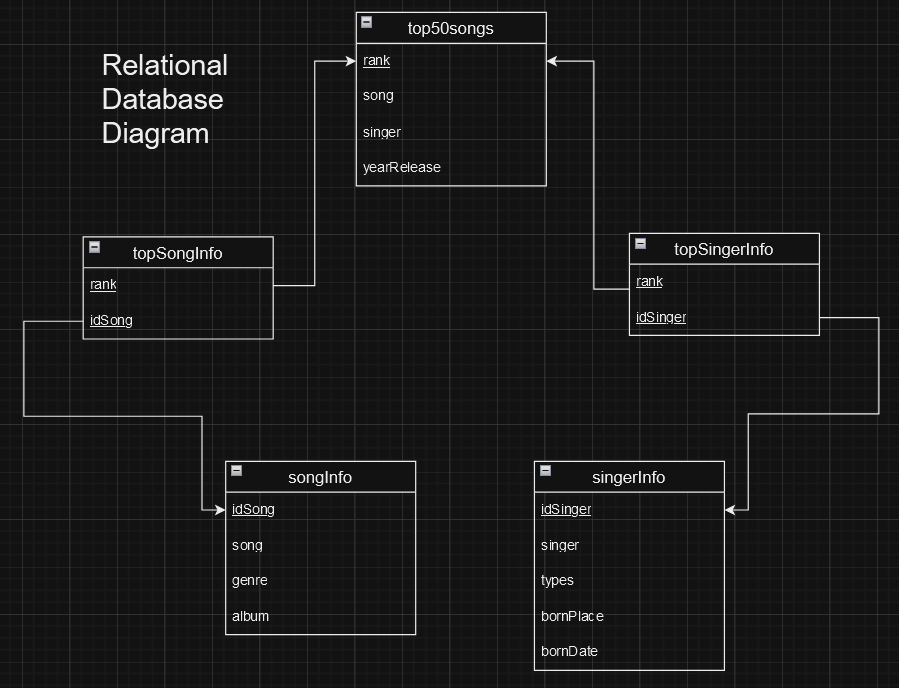 Relational
Database
Diagram
top50songs
rank
song
singer
yearRelease
topSongInfo
rank
idSong
topSingerInfo
rank
idSinger
songInfo
idSong
song
genre
album
singerInfo
idSinger
singer
types
bornPlace
bornDate